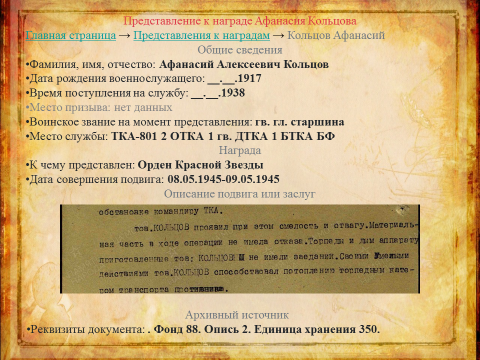 Представление к награде Афанасия Кольцова
Главная страница → Представления к наградам → Кольцов Афанасий
Общие сведения
•Фамилия, имя, отчество: Афанасий Алексеевич Кольцов
•Дата рождения военнослужащего: __.__.1917
•Время поступления на службу: __.__.1938
•Место призыва: нет данных
•Воинское звание на момент представления: гв. гл. старшина
•Место службы: ТКА-801 2 ОТКА 1 гв. ДТКА 1 БТКА БФ
Награда
•К чему представлен: Орден Красной Звезды
•Дата совершения подвига: 08.05.1945-09.05.1945
Описание подвига или заслуг
обстановке командиру ТКА.
тов.КОЛЬЦОВ проявил при этом смелость и отвагу.Материаль-
ная часть в ходе операции не имела отказа.Торпеды и дым аппарату
приготовленные тов. КОЛЬЦОВЫМ не имели заведании.Своими умелыми
действиями тов.КОЛЬЦОВ способствовал потоплению торпедным кате-
ром транспорта противника.
Архивный источник
•Реквизиты документа: . Фонд 88. Опись 2. Единица хранения 350.